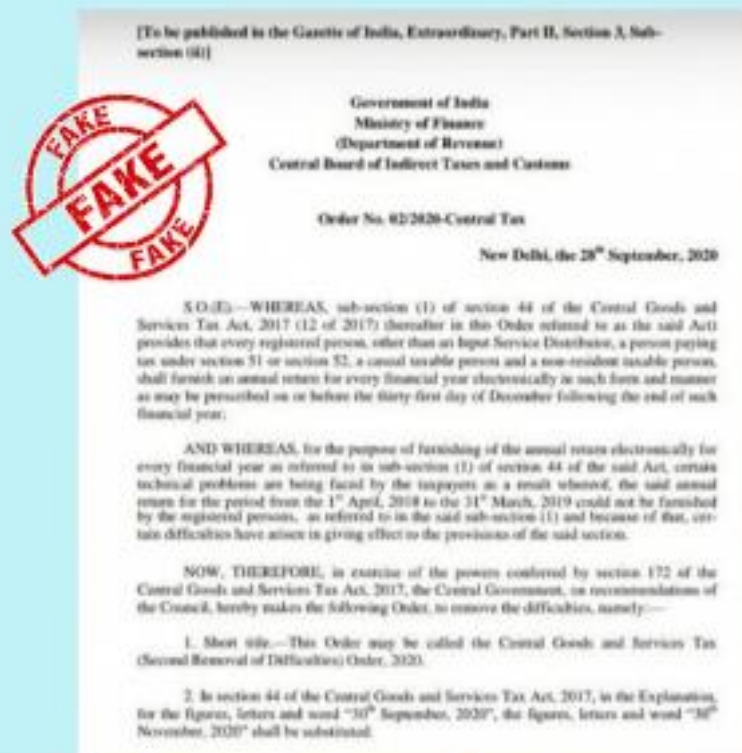 [To be published in the Gazette of India, Extraordinary, Part II, Section 3, Sub-
section (ii)]
Government of India
Ministry of Finance
(Department of Revenue)
Central Board of Indirect Taxes and Customs
FAKE
FAKE
FAKE
Order No. 02/2020-Central Tax
New Delhi, the 28th September, 2020
S.O.(E).—WHEREAS, sub-section (1) of section 44 of the Central Goods and
Services Tax Act, 2017 (12 of 2017) (hereafter in this Order referred to as the said Act)
provides that every registered person, other than an Input Service Distributor, a person paying
tax under section 51 or section 52, a casual taxable person and a non-resident taxable person,
shall furnish an annual return for every financial year electronically in such form and manner
as may be prescribed on or before the thirty-first day of December following the end of such
financial year;
AND WHEREAS, for the purpose of furnishing of the annual return electronically for
every financial year as referred to in sub-section (1) of section 44 of the said Act, certain
technical problems are being faced by the taxpayers as a result whereof, the said annual
return for the period from the 1st April, 2018 to the 31st March, 2019 could not be furnished
by the registered persons, as referred to in the said sub-section (1) and because of that, cer-
tain difficulties have arisen in giving effect to the provisions of the said section.
NOW, THEREFORE, in exercise of the powers conferred by section 172 of the
Central Goods and Services Tax Act, 2017, the Central Government, on recommendations of
the Council, hereby makes the following Order, to remove the difficulties, namely:—
1. Short title.—This Order may be called the Central Goods and Services Tax
(Second Removal of Difficulties) Order, 2020.
2. In section 44 of the Central Goods and Services Tax Act, 2017, in the Explanation,
for the figures, letters and word "30th September, 2020", the figures, letters and word "30th
November, 2020" shall be substituted.